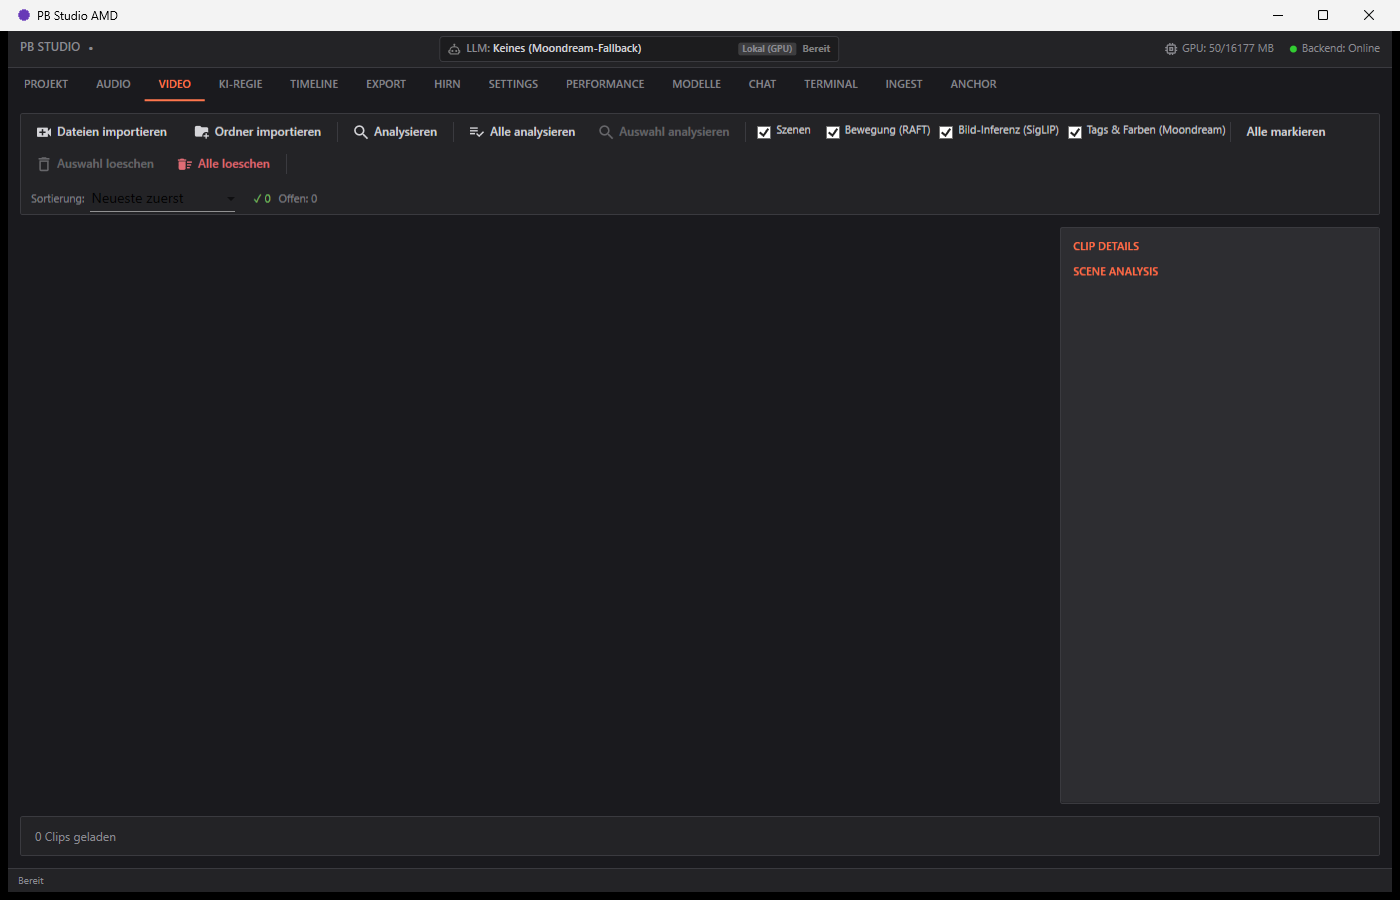 PB Studio AMD
PB STUDIO
LLM: Keines (Moondream-Fallback) Lokal (GPU) Bereit
GPU: 50/16177 MB Backend: Online
PROJEKT AUDIO VIDEO KI-REGIE TIMELINE EXPORT HIRN SETTINGS PERFORMANCE MODELLE CHAT TERMINAL INGEST ANCHOR
Dateien importieren Ordner importieren Analysieren Alle analysieren Auswahl analysieren Szenen Bewegung (RAFT) Bild-Inferenz (SigLIP) Tags & Farben (Moondream) Alle markieren
Auswahl loeschen Alle loeschen
Sortierung: Neueste zuerst ✓ 0 Offen: 0
CLIP DETAILS
SCENE ANALYSIS
0 Clips geladen
Bereit